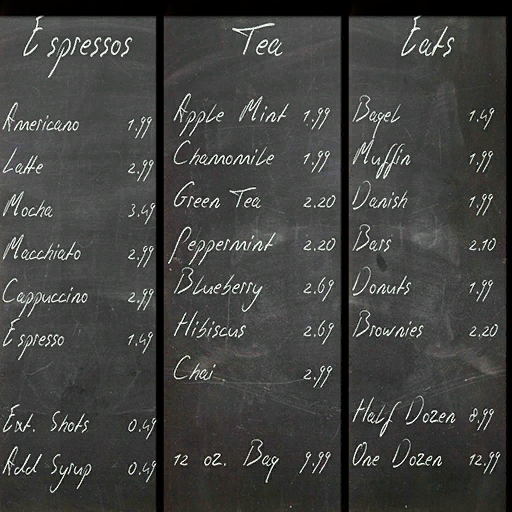 Espressos
Americano 1.99
Latte 2.99
Mocha 3.49
Macchiato 2.99
Cappuccino 2.99
Espresso 1.49
Ext. Shots 0.49
Add Syrup 0.49
Tea
Apple Mint 1.99
Chamomile 1.99
Green Tea 2.20
Peppermint 2.20
Blueberry 2.69
Hibiscus 2.69
Chai 2.99
12 oz. Bag 9.99
Eats
Bagel 1.49
Muffin 1.99
Danish 1.99
Bars 2.10
Donuts 1.99
Brownies 2.20
Half Dozen 8.99
One Dozen 12.99